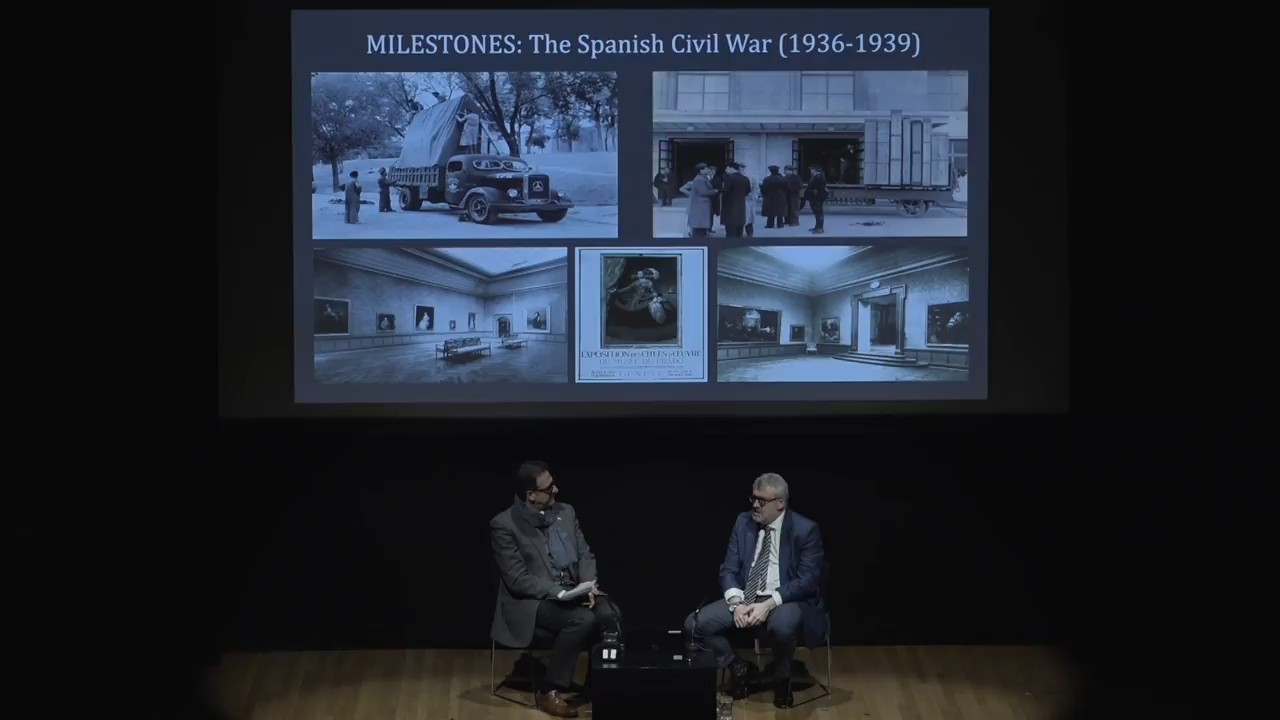 MILESTONES: The Spanish Civil War (1936-1939)
EXPOSITION DES CHEFS D'ŒUVRE
DU MUSÉE DU PRADO